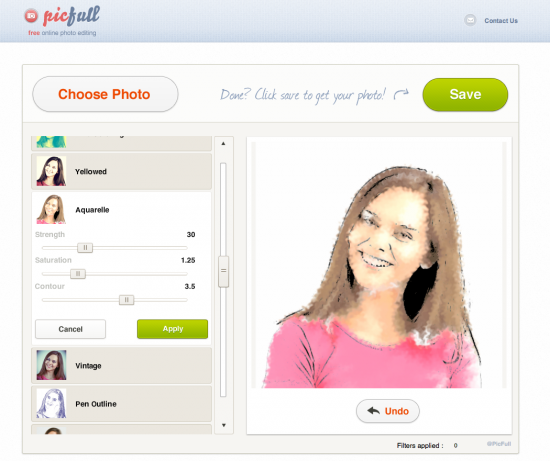 picfull
free online photo editing
Contact Us
Choose Photo
Done? Click save to get your photo!
Save
Yellowed
Aquarelle
Strength 30
Saturation 1.25
Contour 3.5
Cancel Apply
Vintage
Pen Outline
Undo
Filters applied : 0
@PicFull